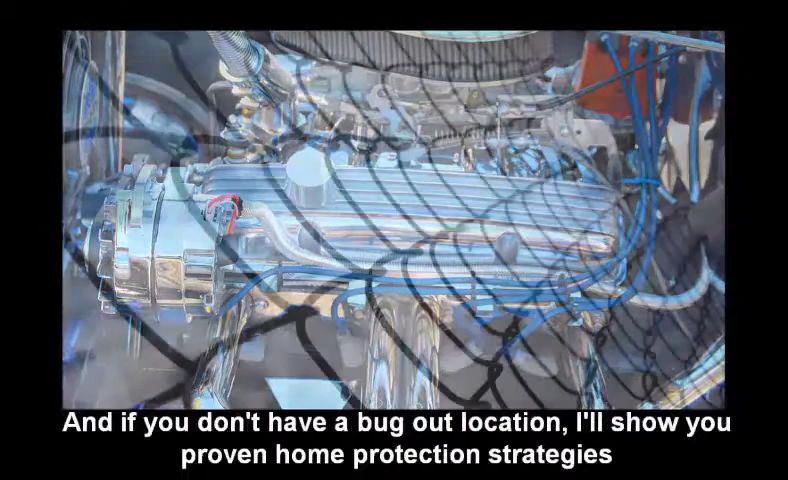 And if you don't have a bug out location, I'll show you
proven home protection strategies